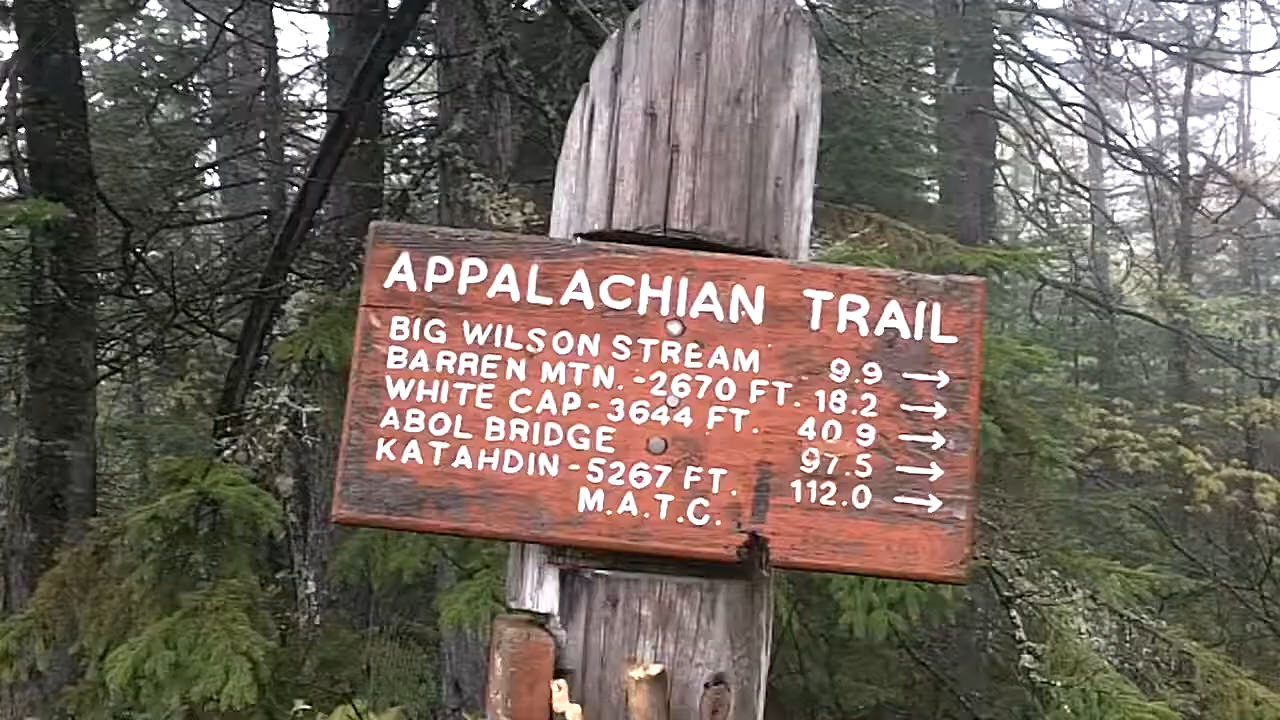 APPALACHIAN TRAIL
BIG WILSON STREAM 9.9 →
BARREN MTN. - 2670 FT. 18.2 →
WHITE CAP - 3644 FT. 40.9 →
ABOL BRIDGE 97.5 →
KATAHDIN - 5267 FT. 112.0 →
M.A.T.C.